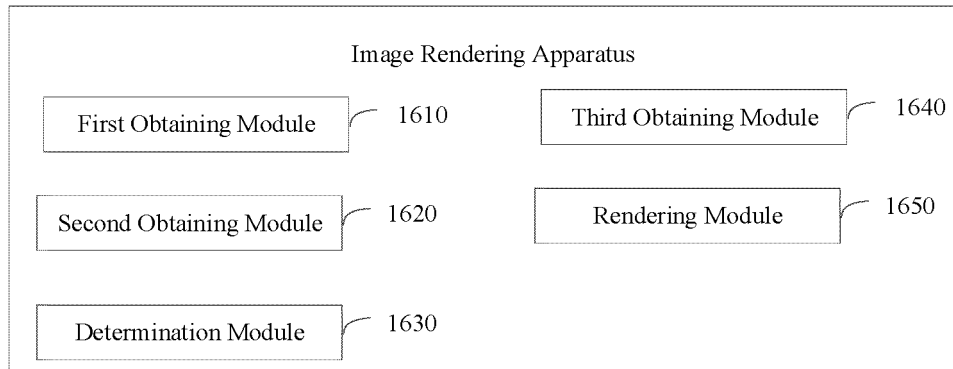 Image Rendering Apparatus
First Obtaining Module 1610
Third Obtaining Module 1640
Second Obtaining Module 1620
Rendering Module 1650
Determination Module 1630